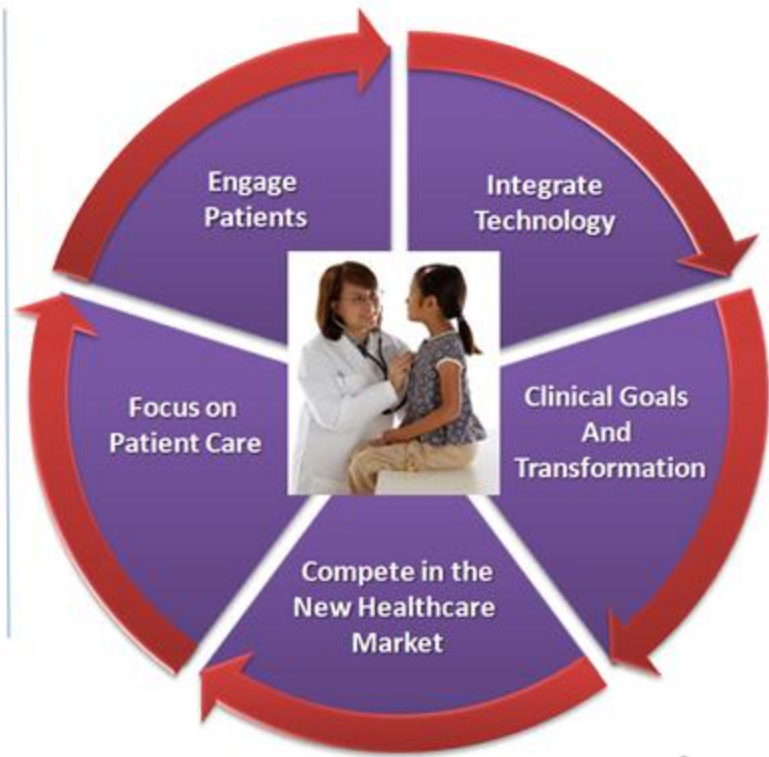 Engage
Patients
Integrate
Technology
Clinical Goals
And
Transformation
Compete in the
New Healthcare
Market
Focus on
Patient Care